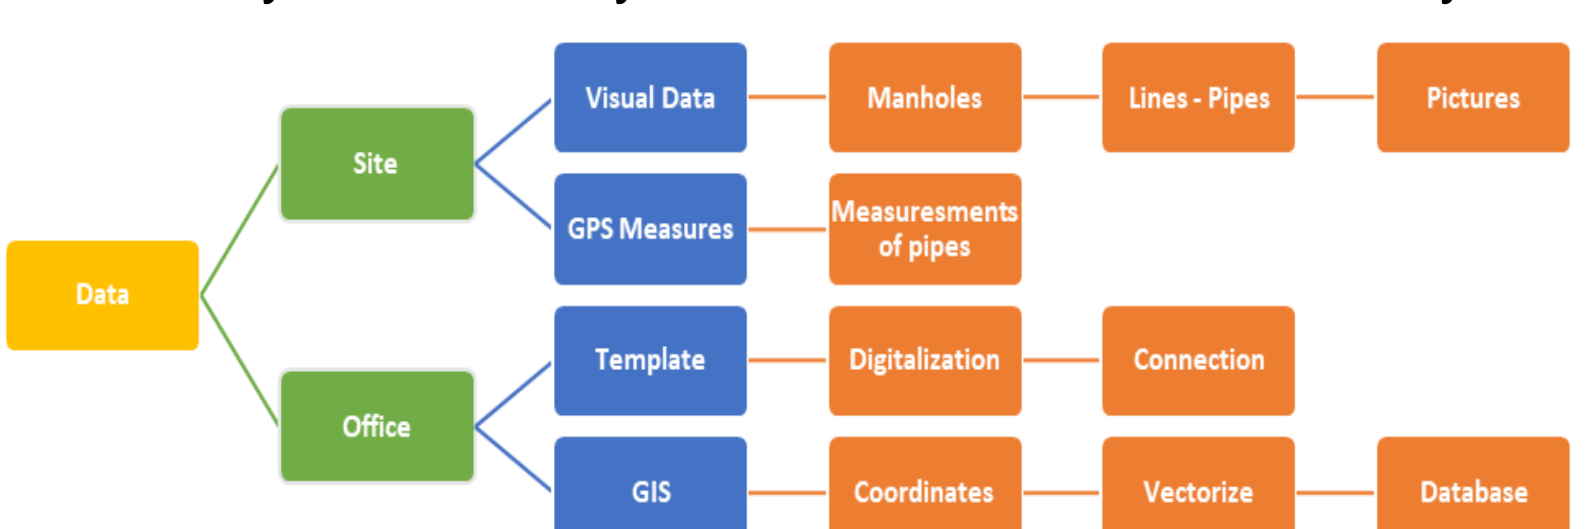 Visual Data
Manholes
Lines - Pipes
Pictures
Site
GPS Measures
Measuresments
of pipes
Data
Template
Digitalization
Connection
Office
GIS
Coordinates
Vectorize
Database